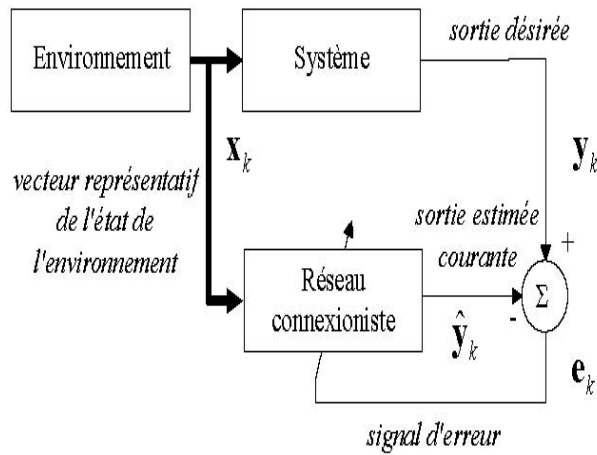 Environnement
Système
sortie désirée
x_k
y_k
vecteur représentatif
de l'état de
l'environnement
sortie estimée
courante
+
Réseau
connexioniste
Σ
-
ŷ_k
e_k
signal d'erreur